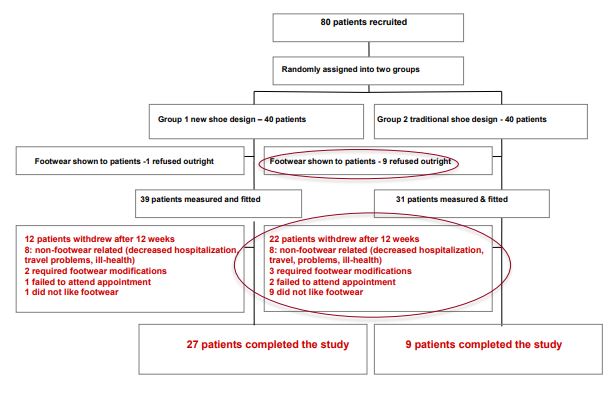 80 patients recruited
Randomly assigned into two groups
Group 1 new shoe design – 40 patients
Group 2 traditional shoe design - 40 patients
Footwear shown to patients -1 refused outright
Footwear shown to patients - 9 refused outright
39 patients measured and fitted
31 patients measured & fitted
12 patients withdrew after 12 weeks
8: non-footwear related (decreased hospitalization,
travel problems, ill-health)
2 required footwear modifications
1 failed to attend appointment
1 did not like footwear
22 patients withdrew after 12 weeks
8: non-footwear related (decreased hospitalization,
travel, problems, ill-health)
3 required footwear modifications
2 failed to attend appointment
9 did not like footwear
27 patients completed the study
9 patients completed the study